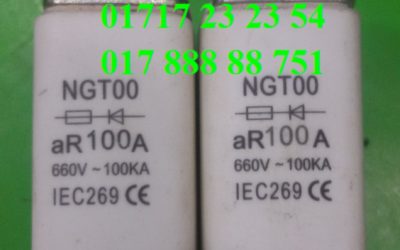 01717 23 23 54
017 888 88 751
NGT00
aR100A
660V ~ 100KA
IEC269 CE
NGT00
aR100A
660V ~ 100KA
IEC269 CE